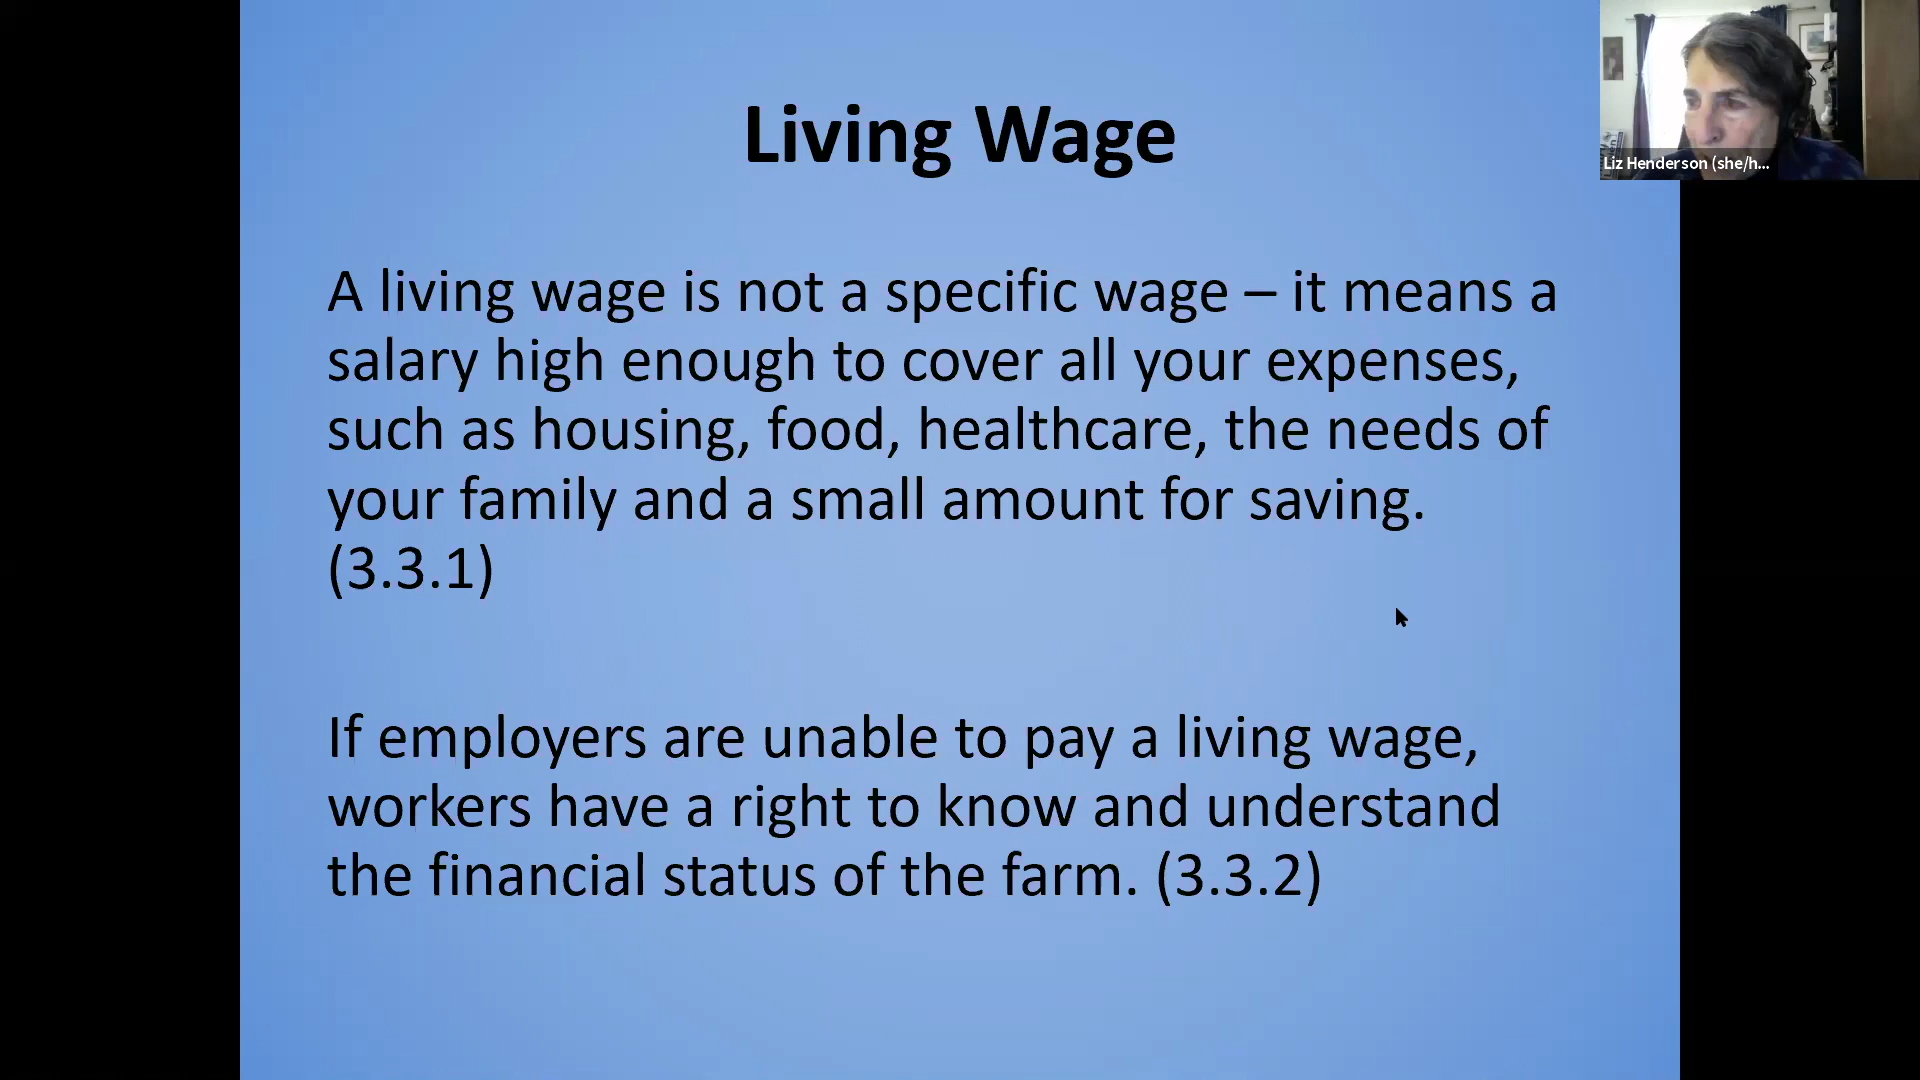 Living Wage
Liz Henderson (she/h...
A living wage is not a specific wage – it means a
salary high enough to cover all your expenses,
such as housing, food, healthcare, the needs of
your family and a small amount for saving.
(3.3.1)
If employers are unable to pay a living wage,
workers have a right to know and understand
the financial status of the farm. (3.3.2)